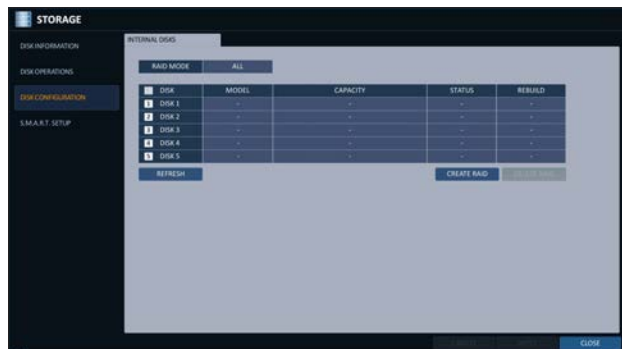 STORAGE
DISK INFORMATION
DISK OPERATIONS
DISK CONFIGURATION
S.M.A.R.T. SETUP
INTERNAL DISKS
RAID MODE ALL
DISK MODEL CAPACITY STATUS REBUILD
1 DISK 1 - - - -
2 DISK 2 - - - -
3 DISK 3 - - - -
4 DISK 4 - - - -
5 DISK 5 - - - -
REFRESH CREATE RAID
CLOSE